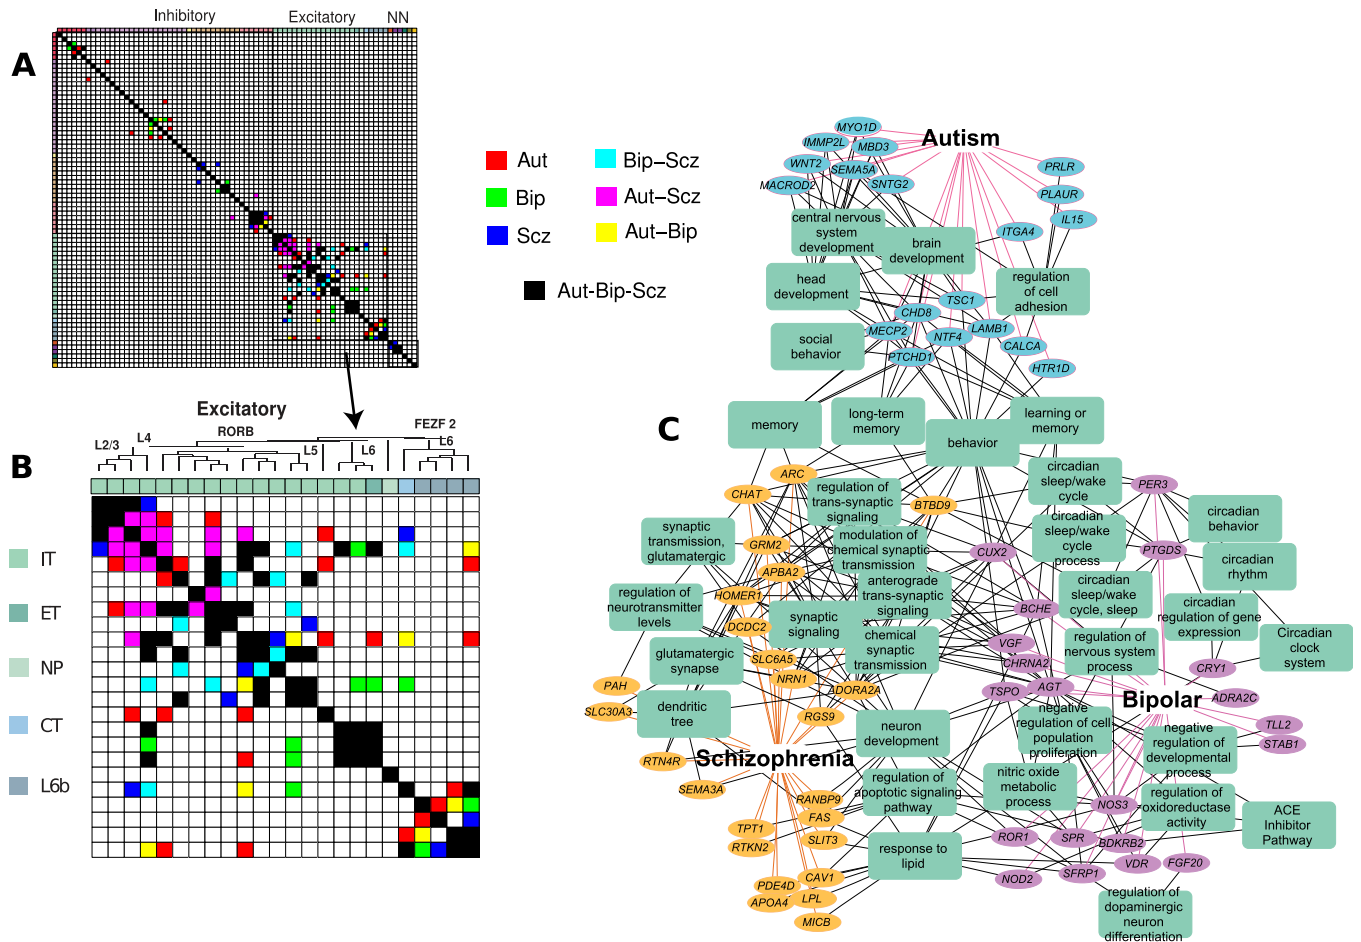 A
Inhibitory
Excitatory
NN
Aut
Bip
Scz
Bip–Scz
Aut–Scz
Aut–Bip
Aut-Bip-Scz
B
Excitatory
L2/3
L4
RORB
L5
L6
FEZF 2
L6
IT
ET
NP
CT
L6b
C
Autism
MYO1D
IMMP2L
MBD3
WNT2
SEMA5A
MACROD2
SNTG2
PRLR
PLAUR
IL15
ITGA4
central nervous
system
development
brain
development
head
development
regulation
of cell
adhesion
social
behavior
TSC1
CHD8
MECP2
NTF4
LAMB1
PTCHD1
CALCA
HTR1D
memory
long-term
memory
behavior
learning or
memory
ARC
CHAT
BTBD9
regulation of
trans-synaptic
signaling
circadian
sleep/wake
cycle
PER3
circadian
behavior
synaptic
transmission,
glutamatergic
GRM2
modulation of
chemical synaptic
transmission
CUX2
circadian
sleep/wake
cycle
process
PTGDS
circadian
rhythm
APBA2
HOMER1
anterograde
trans-synaptic
signaling
circadian
sleep/wake
cycle, sleep
regulation of
neurotransmitter
levels
DCDC2
synaptic
signaling
BCHE
circadian
regulation of gene
expression
chemical
synaptic
transmission
VGF
regulation of
nervous system
process
Circadian
clock
system
glutamatergic
synapse
SLC6A5
NRN1
ADORA2A
CHRNA2
CRY1
PAH
SLC30A3
TSPO
AGT
ADRA2C
Bipolar
dendritic
tree
RGS9
neuron
development
negative
regulation of cell
population
proliferation
negative
regulation of
developmental
process
TLL2
STAB1
Schizophrenia
RTN4R
SEMA3A
regulation of
apoptotic signaling
pathway
nitric oxide
metabolic
process
NOS3
regulation of
oxidoreductase
activity
ACE
Inhibitor
Pathway
RANBP9
FAS
TPT1
RTKN2
SLIT3
response to
lipid
ROR1
SPR
BDKRB2
VDR
FGF20
NOD2
SFRP1
PDE4D
CAV1
APOA4
LPL
MICB
regulation of
dopaminergic
neuron
differentiation